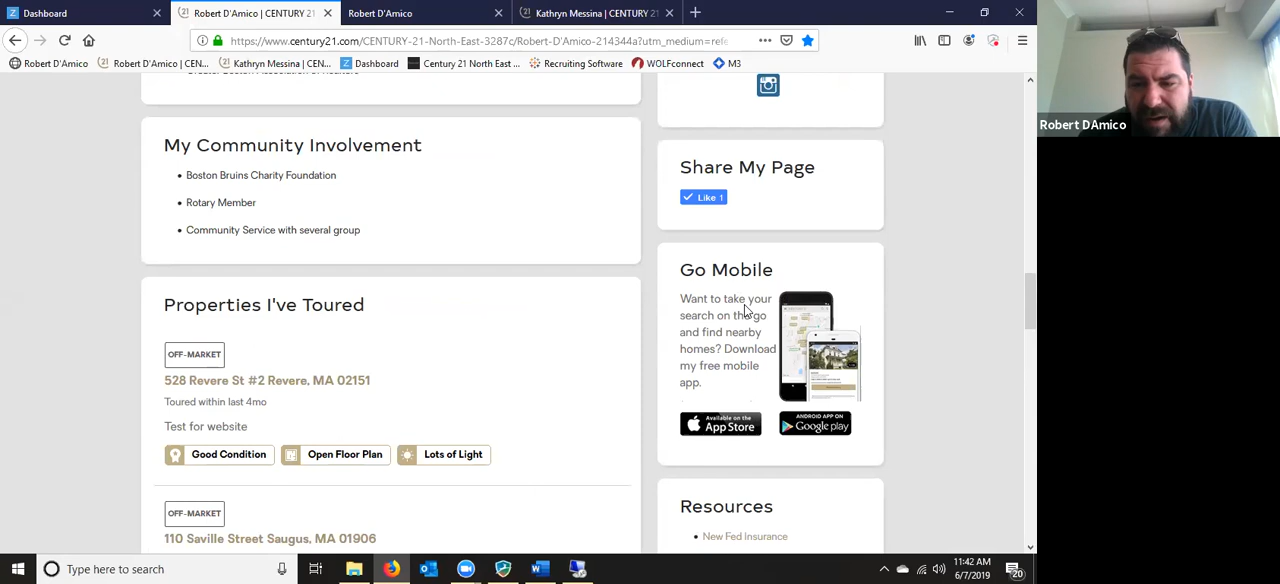 Dashboard
Robert D'Amico | CENTURY 21
Robert D'Amico
Kathryn Messina | CENTURY 21
https://www.century21.com/CENTURY-21-North-East-3287c/Robert-D-Amico-214344a?utm_medium=refe
Robert D'Amico
Robert D'Amico | CEN...
Kathryn Messina | CEN...
Dashboard
Century 21 North East ...
Recruiting Software
WOLFconnect
M3
My Community Involvement
Boston Bruins Charity Foundation
Rotary Member
Community Service with several group
Properties I've Toured
OFF-MARKET
528 Revere St #2 Revere, MA 02151
Toured within last 4mo
Test for website
Good Condition
Open Floor Plan
Lots of Light
OFF-MARKET
110 Saville Street Saugus, MA 01906
Share My Page
Like 1
Go Mobile
Want to take your
search on the go
and find nearby
homes? Download
my free mobile
app.
Available on the
App Store
ANDROID APP ON
Google play
Resources
New Fed Insurance
Robert DAmico
Type here to search
11:42 AM
6/7/2019
20